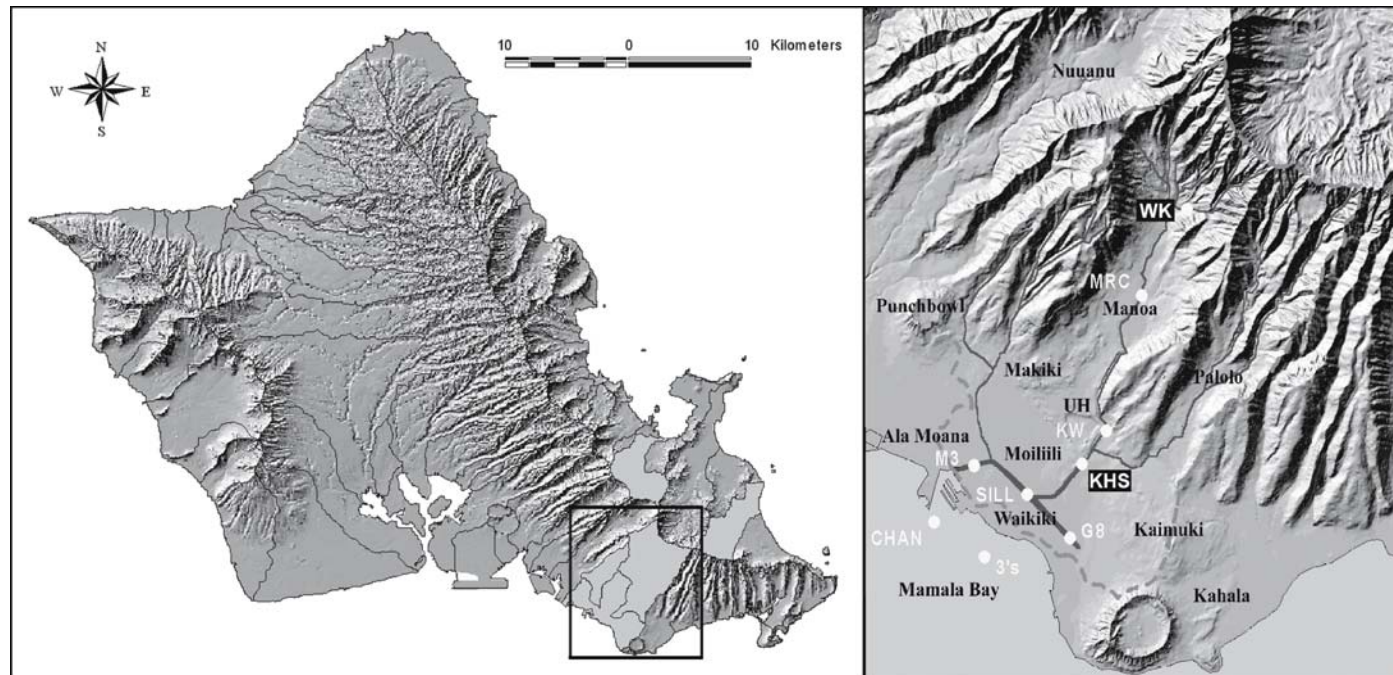 N
W E
S
10 0 10 Kilometers
Nuuanu
WK
MRC
Manoa
Punchbowl
Makiki
Palolo
UH
KW
Ala Moana
Moiliili
M3
KHS
SILL
Waikiki
Kaimuki
G8
CHAN
3's
Mamala Bay
Kahala